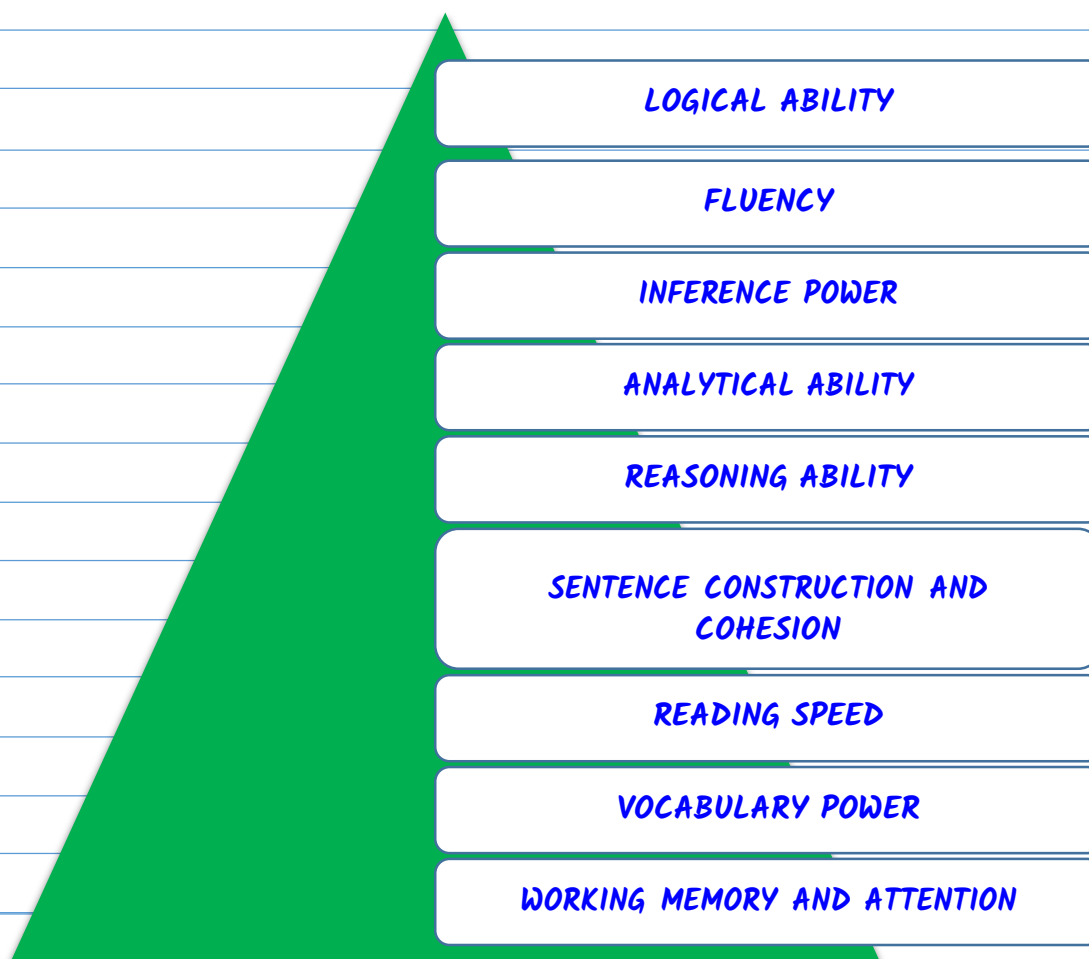 LOGICAL ABILITY
FLUENCY
INFERENCE POWER
ANALYTICAL ABILITY
REASONING ABILITY
SENTENCE CONSTRUCTION AND
COHESION
READING SPEED
VOCABULARY POWER
WORKING MEMORY AND ATTENTION